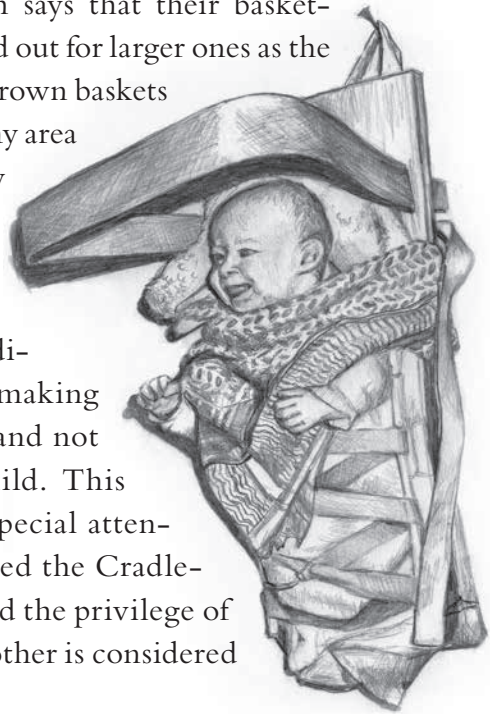 n says that their basket-
d out for larger ones as the
rown baskets
y area
y
di-
making
and not
ild. This
pecial atten-
ed the Cradle-
d the privilege of
other is considered